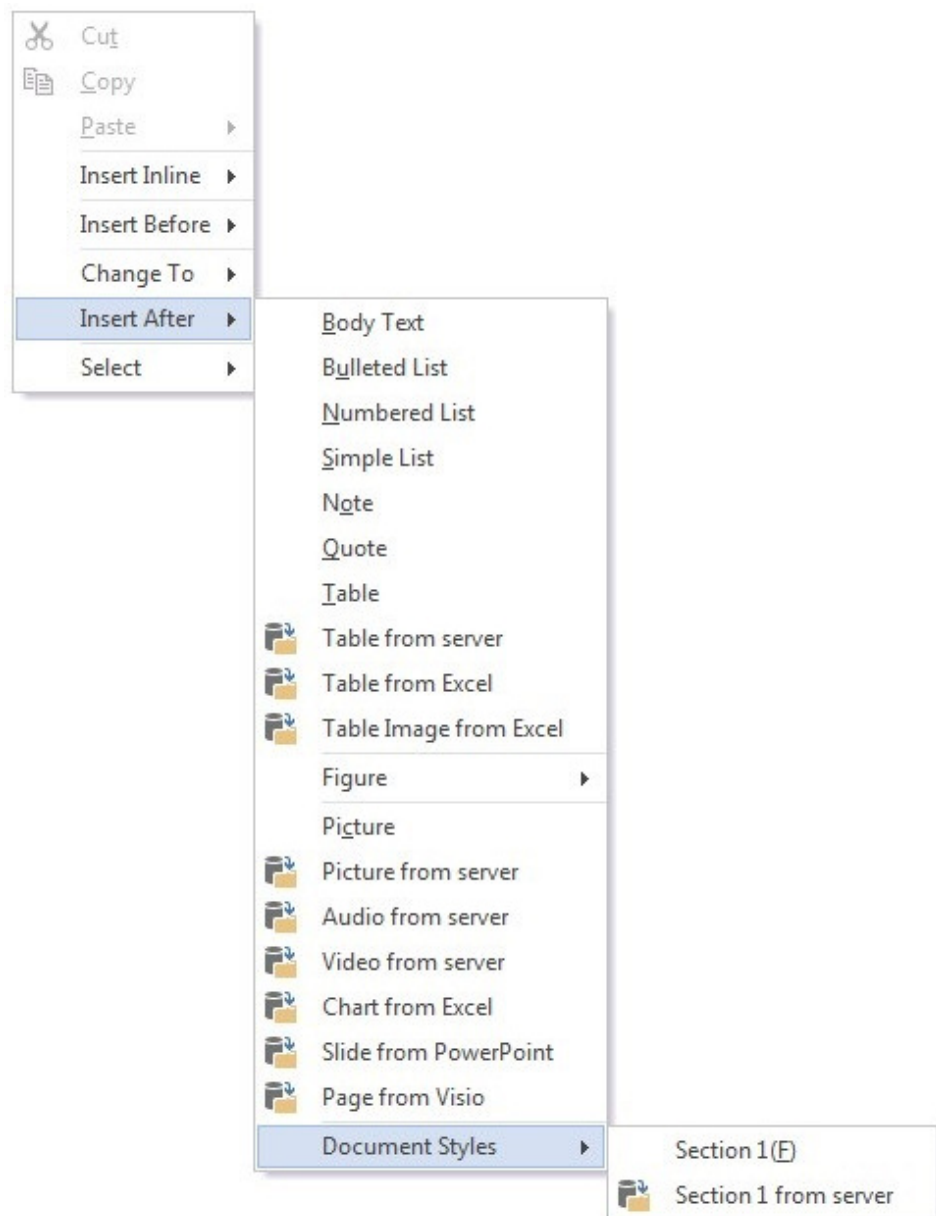 Cut
Copy
Paste
Insert Inline
Insert Before
Change To
Insert After
Select
Body Text
Bulleted List
Numbered List
Simple List
Note
Quote
Table
Table from server
Table from Excel
Table Image from Excel
Figure
Picture
Picture from server
Audio from server
Video from server
Chart from Excel
Slide from PowerPoint
Page from Visio
Document Styles
Section 1(F)
Section 1 from server